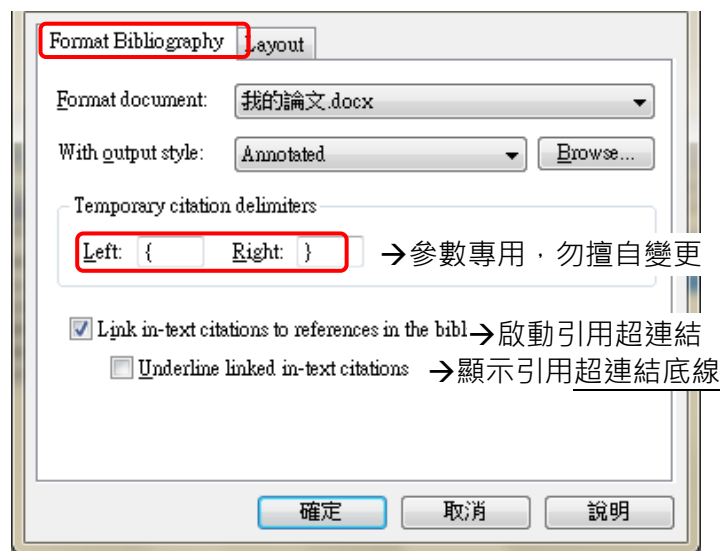 Format Bibliography Layout
Format document: 我的論文.docx
With output style: Annotated Browse...
Temporary citation delimiters
Left: { Right: } →參數專用，勿擅自變更
Link in-text citations to references in the bibl→啟動引用超連結
Underline linked in-text citations →顯示引用超連結底線
確定 取消 說明